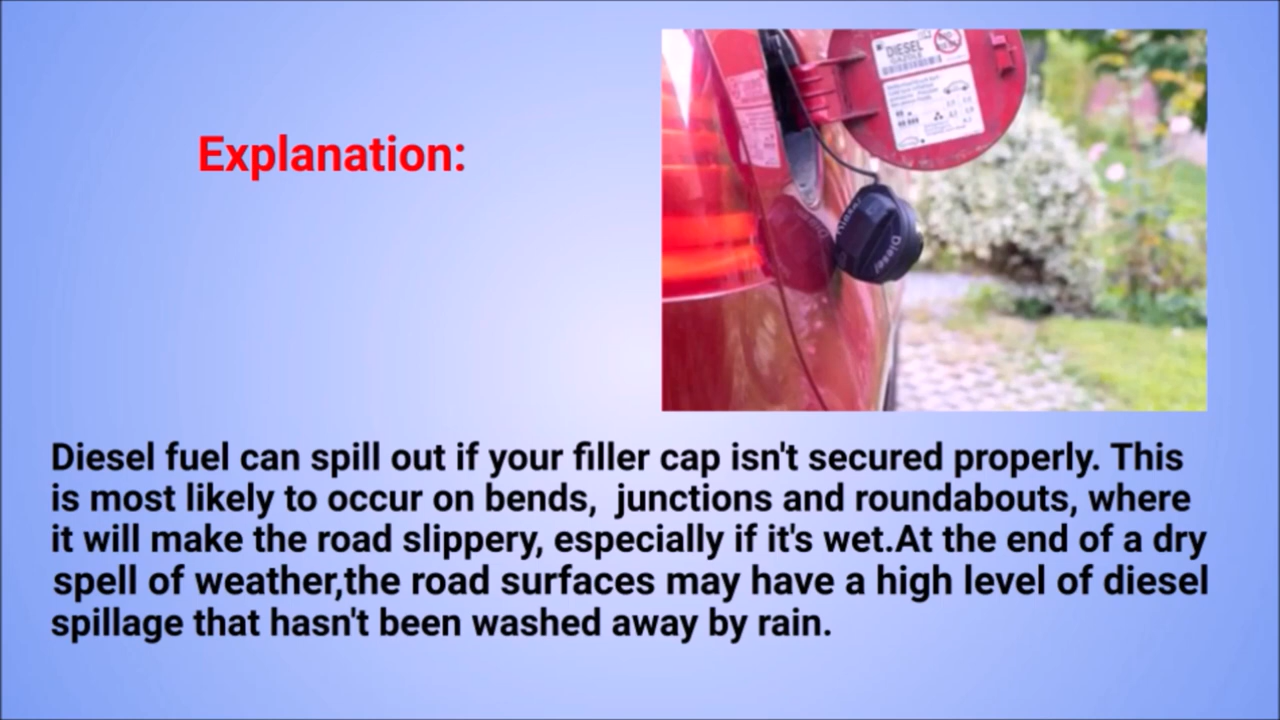 Explanation:
DIESEL
GAZOLE
Diesel
Diesel
Diesel fuel can spill out if your filler cap isn't secured properly. This
is most likely to occur on bends,  junctions and roundabouts, where
it will make the road slippery, especially if it's wet.At the end of a dry
spell of weather,the road surfaces may have a high level of diesel
spillage that hasn't been washed away by rain.